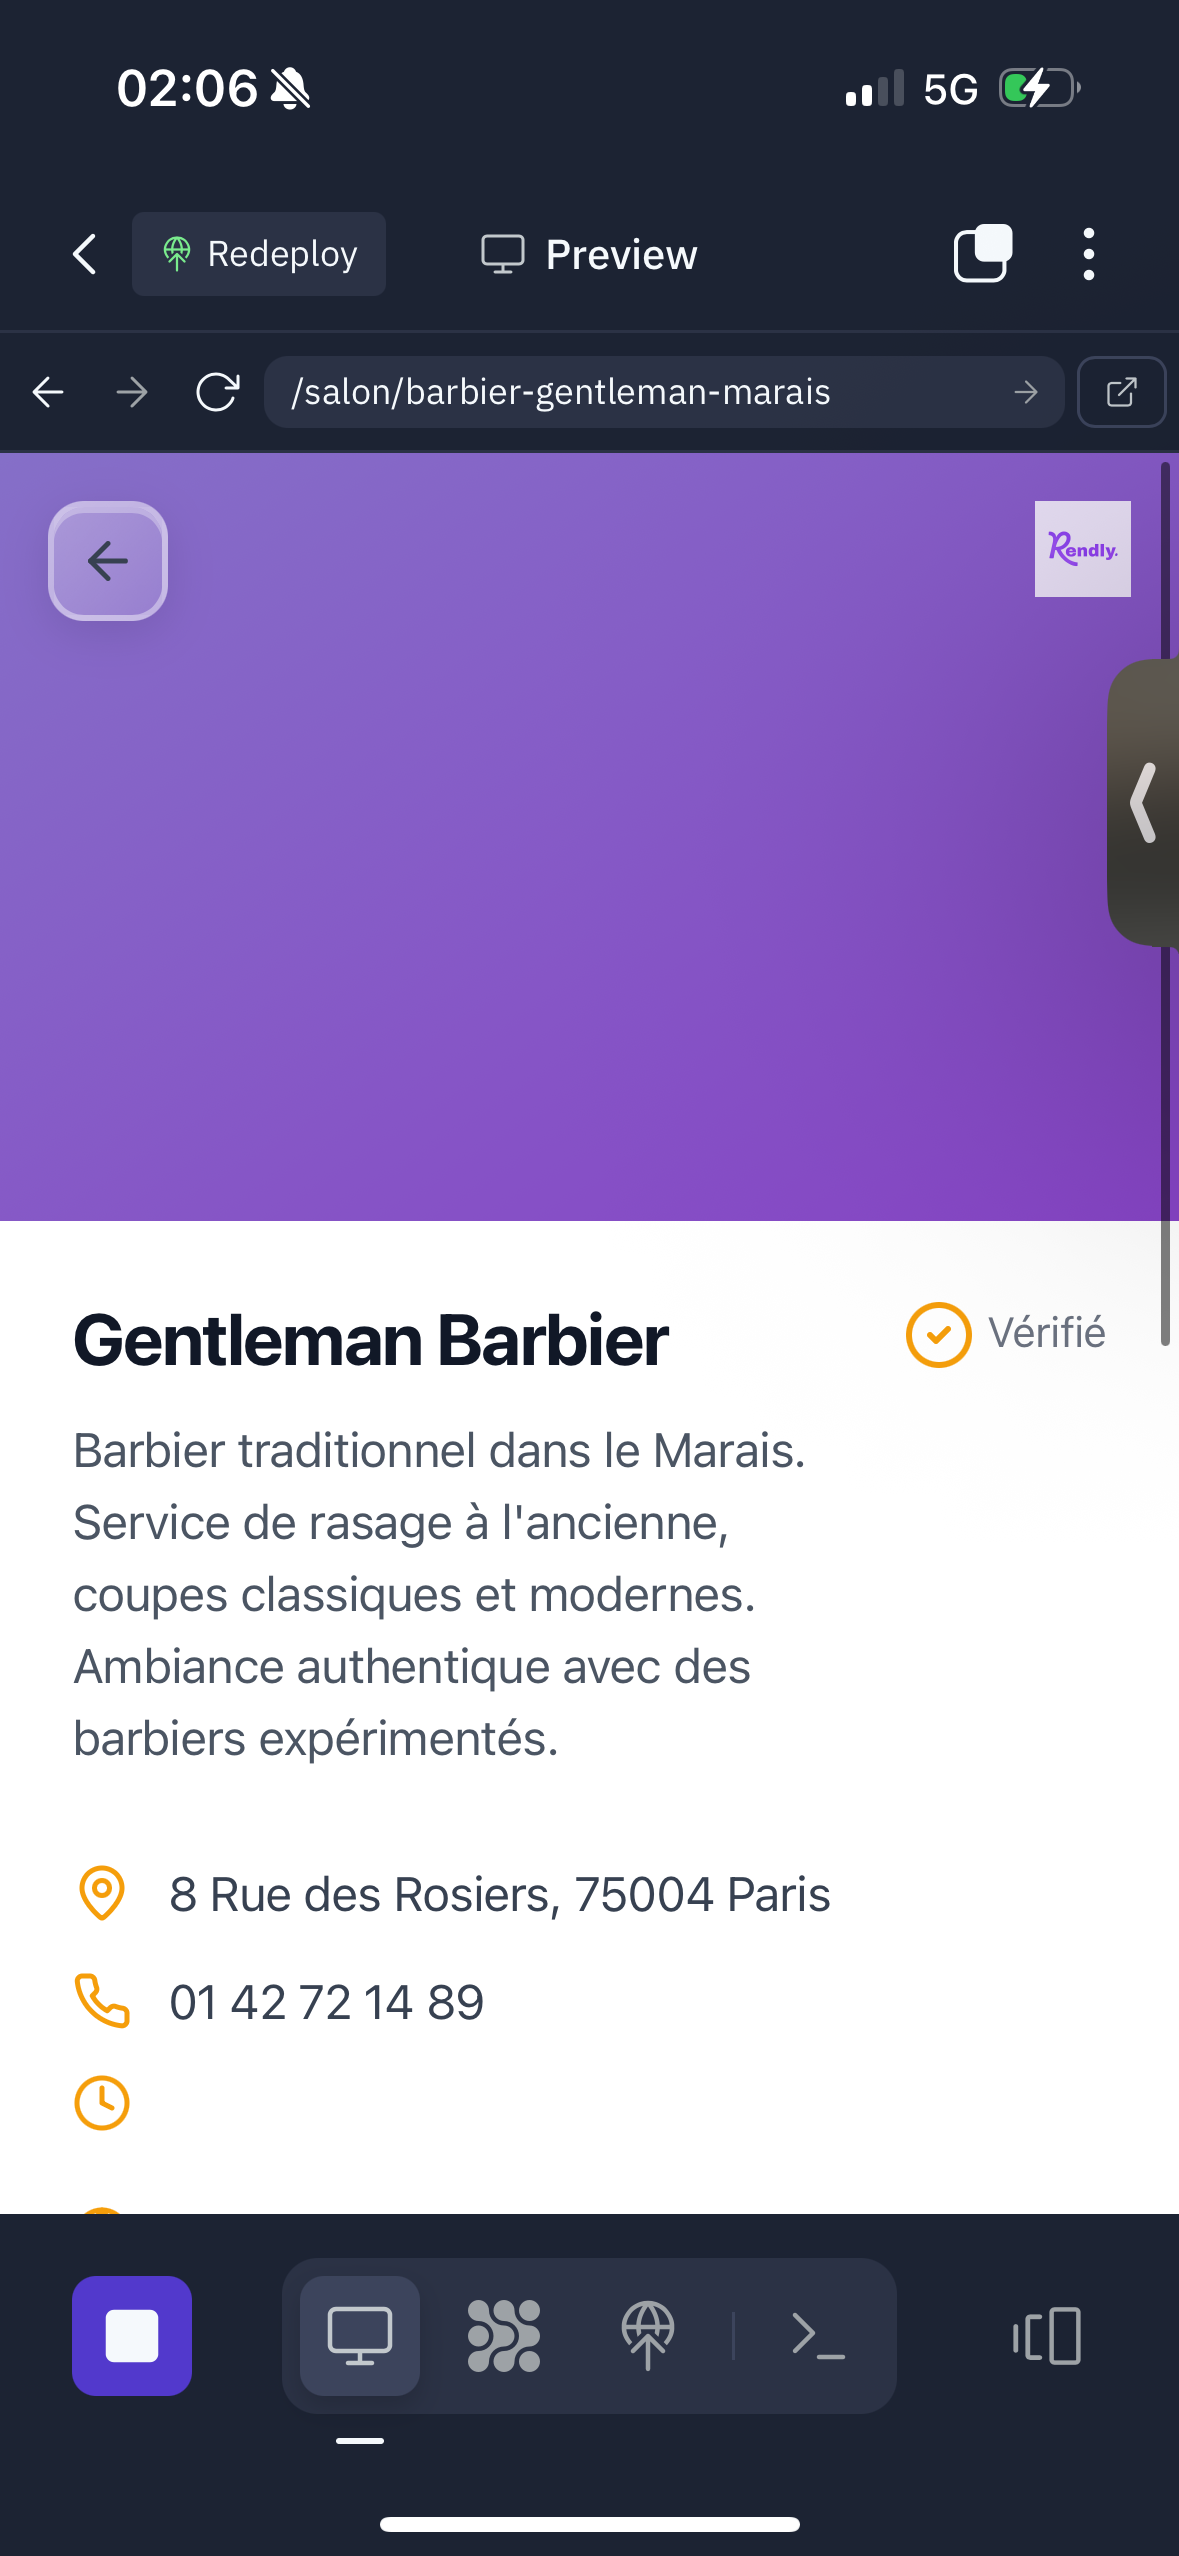 02:06
5G
Redeploy
Preview
/salon/barbier-gentleman-marais
Rendly.
Gentleman Barbier
Vérifié
Barbier traditionnel dans le Marais.
Service de rasage à l'ancienne,
coupes classiques et modernes.
Ambiance authentique avec des
barbiers expérimentés.
8 Rue des Rosiers, 75004 Paris
01 42 72 14 89